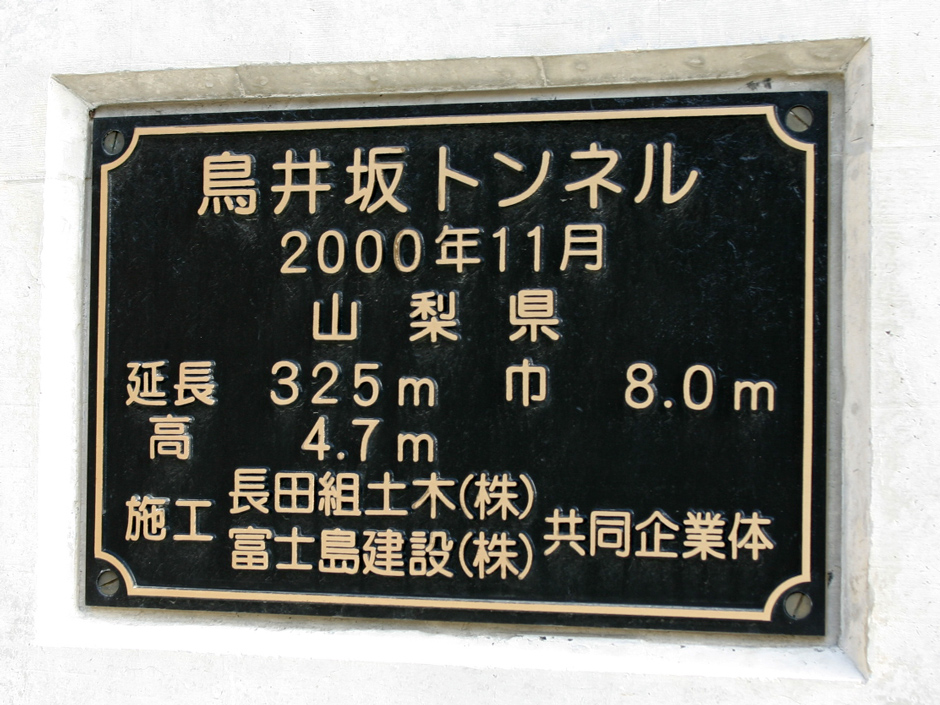 鳥井坂トンネル
2000年11月
山梨県
延長 325m 巾 8.0m
高 4.7m
施工 長田組土木(株)
富士島建設(株) 共同企業体